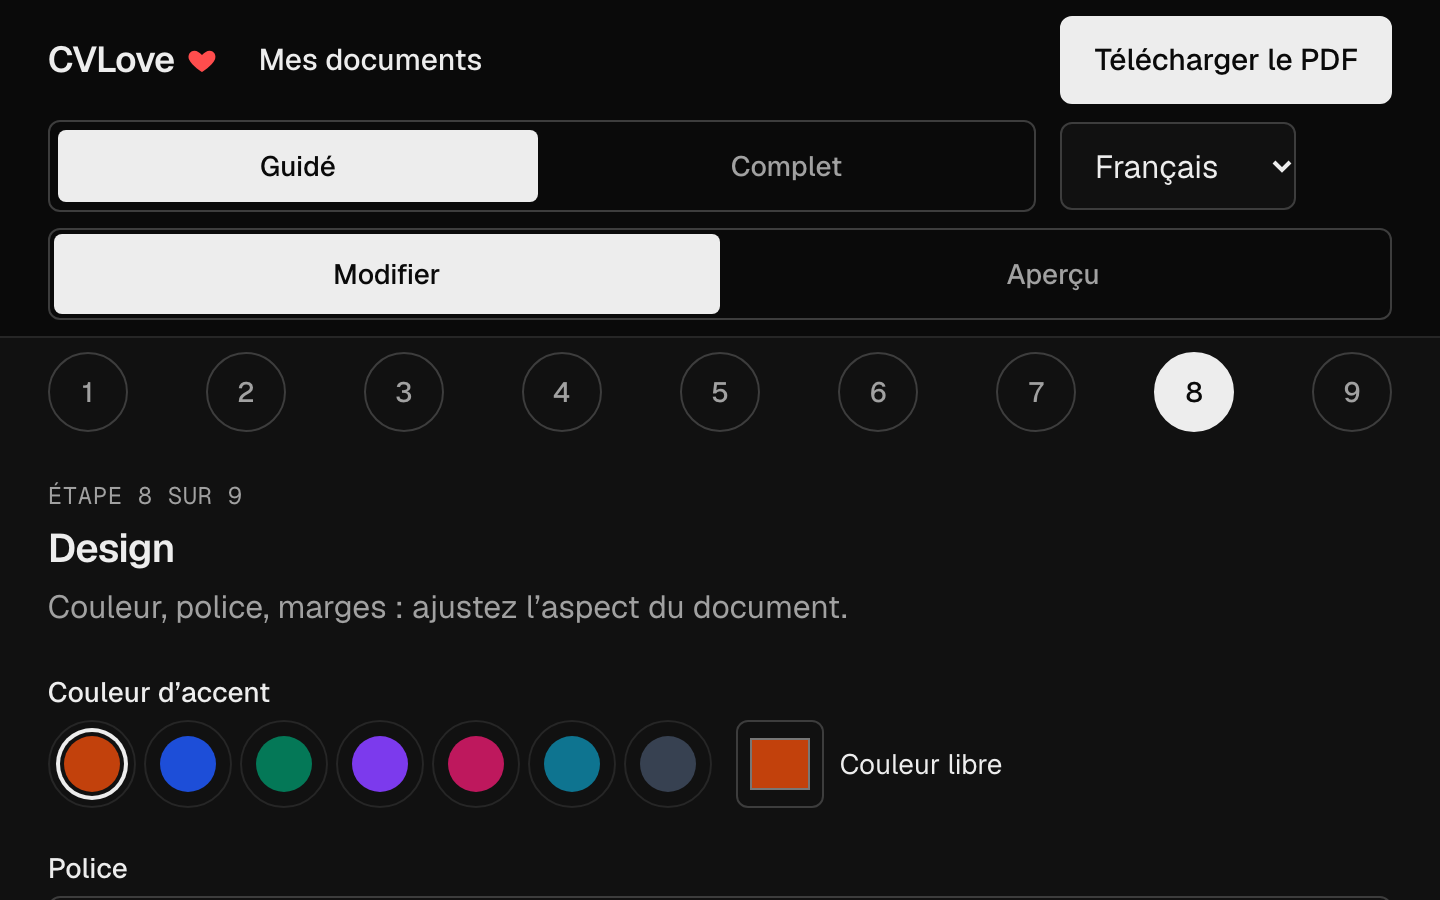 CVLove Mes documents Télécharger le PDF
Guidé Complet Français
Modifier Aperçu
1 2 3 4 5 6 7 8 9
ÉTAPE 8 SUR 9
Design
Couleur, police, marges : ajustez l’aspect du document.
Couleur d’accent
Couleur libre
Police